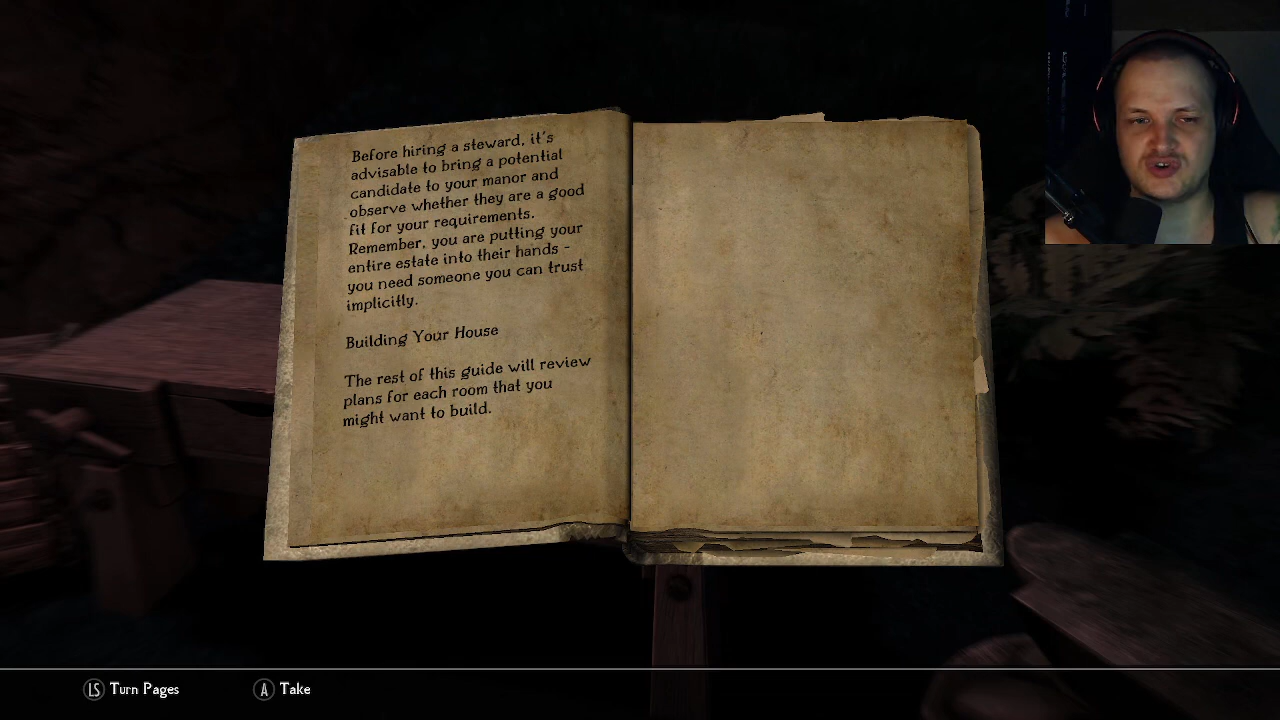 Before hiring a steward, it's
advisable to bring a potential
candidate to your manor and
observe whether they are a good
fit for your requirements.
Remember, you are putting your
entire estate into their hands -
you need someone you can trust
implicitly.
Building Your House
The rest of this guide will review
plans for each room that you
might want to build.
LS Turn Pages
A Take